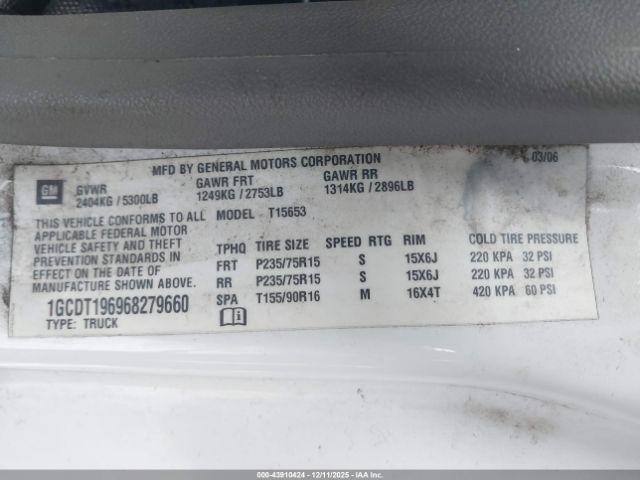 MFD BY GENERAL MOTORS CORPORATION
03/06
GM
GVWR GAWR FRT GAWR RR
2404KG / 5300LB 1249KG / 2753LB 1314KG / 2896LB
THIS VEHICLE CONFORMS TO ALL MODEL T15653
APPLICABLE FEDERAL MOTOR
VEHICLE SAFETY AND THEFT
PREVENTION STANDARDS IN
EFFECT ON THE DATE OF
MANUFACTURE SHOWN ABOVE.
TPHQ TIRE SIZE SPEED RTG RIM COLD TIRE PRESSURE
FRT P235/75R15 S 15X6J 220 KPA 32 PSI
RR P235/75R15 S 15X6J 220 KPA 32 PSI
SPA T155/90R16 M 16X4T 420 KPA 60 PSI
1GCDT196968279660
TYPE: TRUCK
000-43910424 - 12/11/2025 - IAAI.COM